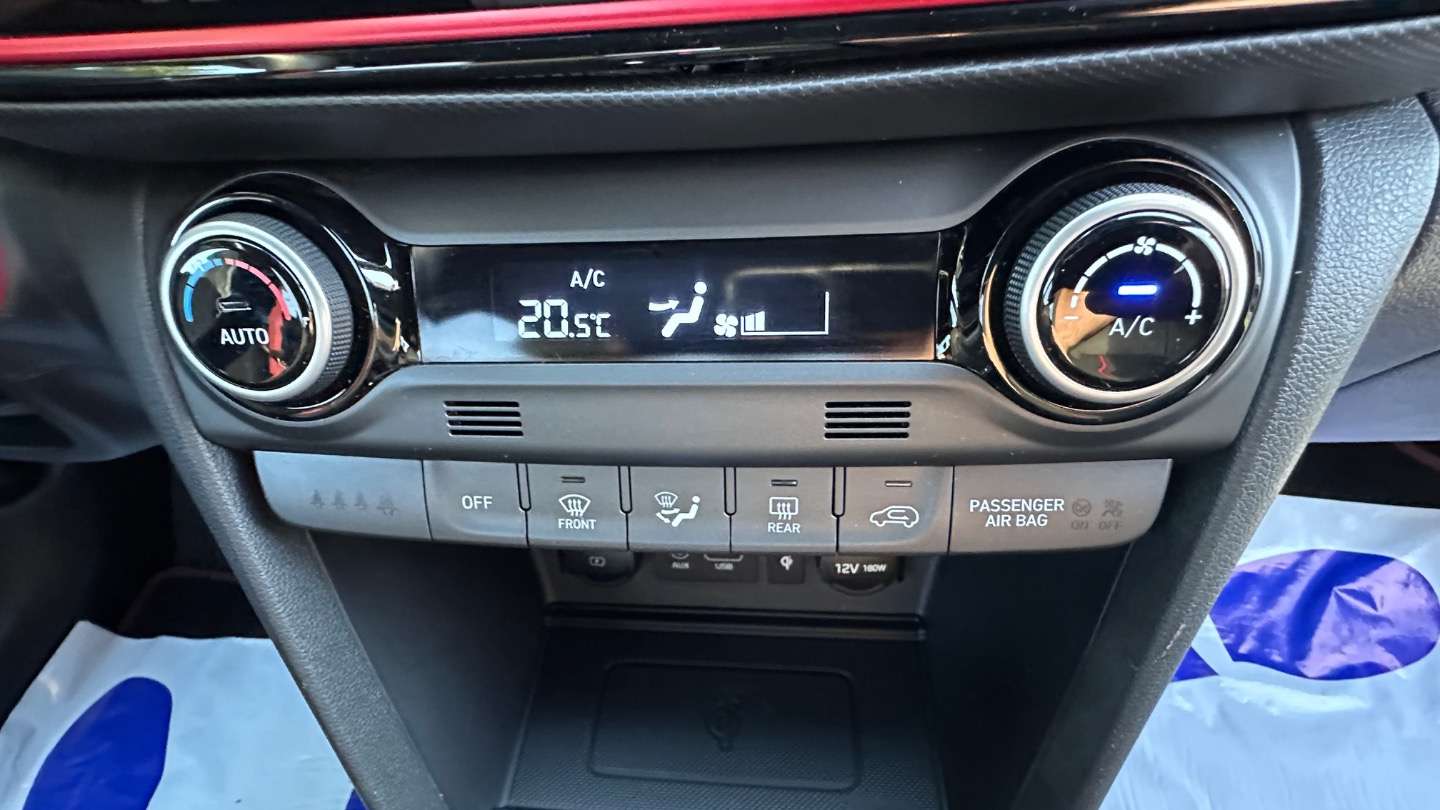 A/C
20.5°C
AUTO
A/C
- +
OFF
FRONT
REAR
PASSENGER
AIR BAG
ON OFF
AUX
USB
12V 180W